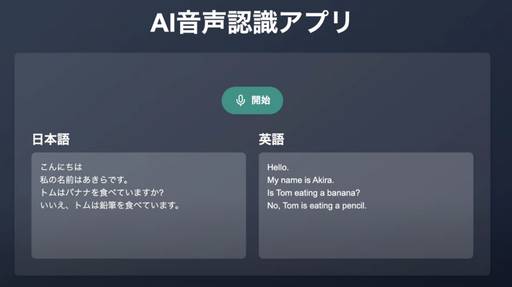 AI音声認識アプリ
開始
日本語
こんにちは
私の名前はあきらです。
トムはバナナを食べていますか?
いいえ、トムは鉛筆を食べています。
英語
Hello.
My name is Akira.
Is Tom eating a banana?
No, Tom is eating a pencil.